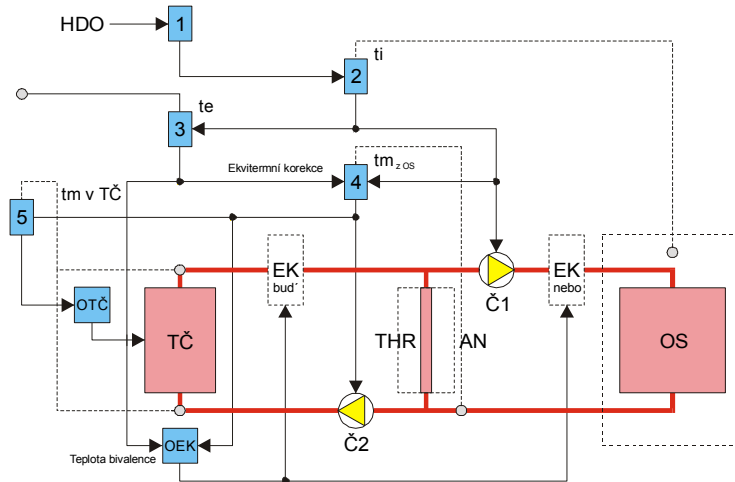 HDO
1
ti
2
te
3
Ekvitermní korekce
tm z OS
4
tm v TČ
5
EK
buď
EK
nebo
Č1
OTČ
TČ
THR
AN
OS
Č2
OEK
Teplota bivalence